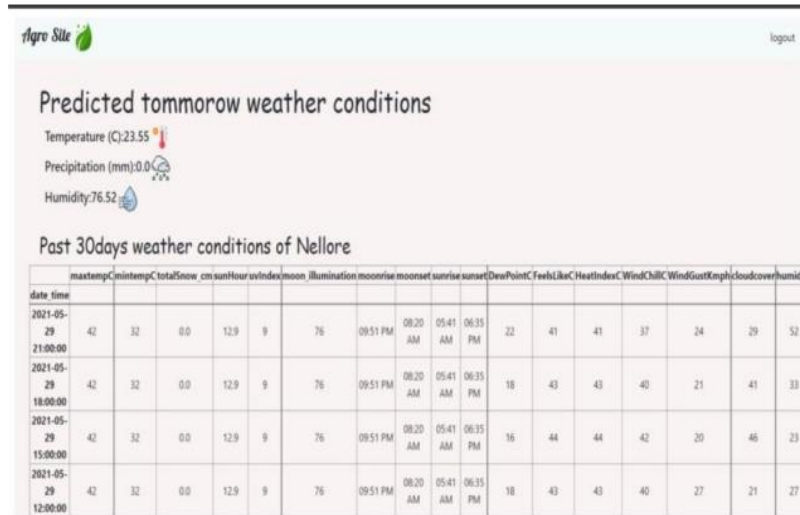 Agro Site
logout
Predicted tommorow weather conditions
Temperature (C):23.55
Precipitation (mm):0.0
Humidity:76.52
Past 30days weather conditions of Nellore
maxtempC mintempC totalSnow_cm sunHour uvIndex moon_illumination moonrise moonset sunrise sunset DewPointC FeelsLikeC HeatIndexC WindChillC WindGustKmph cloudcover humid
date_time
2021-05-29 21:00:00 42 32 0.0 12.9 9 76 09:51 PM 08:20 AM 05:41 AM 06:35 PM 22 41 41 37 24 29 52
2021-05-29 18:00:00 42 32 0.0 12.9 9 76 09:51 PM 08:20 AM 05:41 AM 06:35 PM 18 43 43 40 21 41 33
2021-05-29 15:00:00 42 32 0.0 12.9 9 76 09:51 PM 08:20 AM 05:41 AM 06:35 PM 16 44 44 42 20 46 23
2021-05-29 12:00:00 42 32 0.0 12.9 9 76 09:51 PM 08:20 AM 05:41 AM 06:35 PM 18 43 43 40 27 21 27